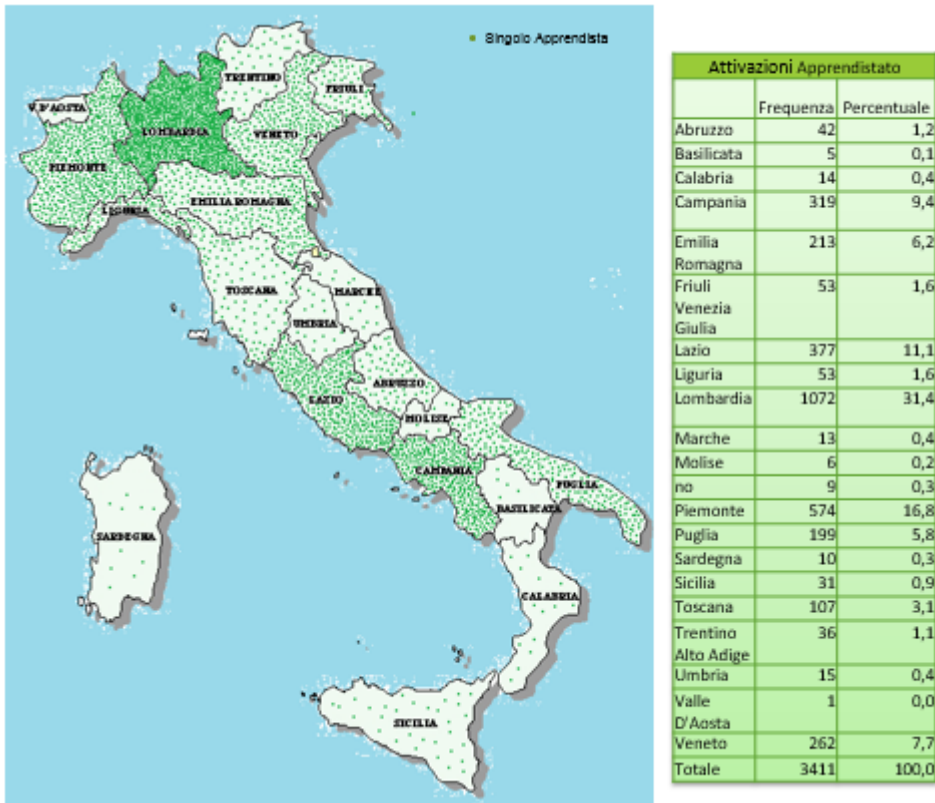 Singolo Apprendista
TRENTINO
FRIULI
V. D'AOSTA
LOMBARDIA
VENETO
PIEMONTE
EMILIA ROMAGNA
LIGURIA
TOSCANA
MARCHE
UMBRIA
ABRUZZO
LAZIO
MOLISE
CAMPANIA
PUGLIA
BASILICATA
SARDEGNA
CALABRIA
SICILIA
Attivazioni Apprendistato
Frequenza Percentuale
Abruzzo 42 1,2
Basilicata 5 0,1
Calabria 14 0,4
Campania 319 9,4
Emilia 213 6,2
Romagna
Friuli 53 1,6
Venezia
Giulia
Lazio 377 11,1
Liguria 53 1,6
Lombardia 1072 31,4
Marche 13 0,4
Molise 6 0,2
no 9 0,3
Piemonte 574 16,8
Puglia 199 5,8
Sardegna 10 0,3
Sicilia 31 0,9
Toscana 107 3,1
Trentino 36 1,1
Alto Adige
Umbria 15 0,4
Valle 1 0,0
D'Aosta
Veneto 262 7,7
Totale 3411 100,0